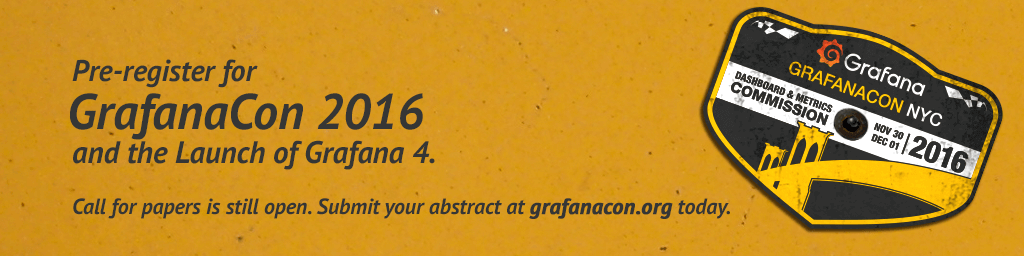 Pre-register for
GrafanaCon 2016
and the Launch of Grafana 4.
Call for papers is still open. Submit your abstract at grafanacon.org today.
Grafana
GRAFANACON NYC
DASHBOARD & METRICS
COMMISSION
NOV 30
DEC 01
2016